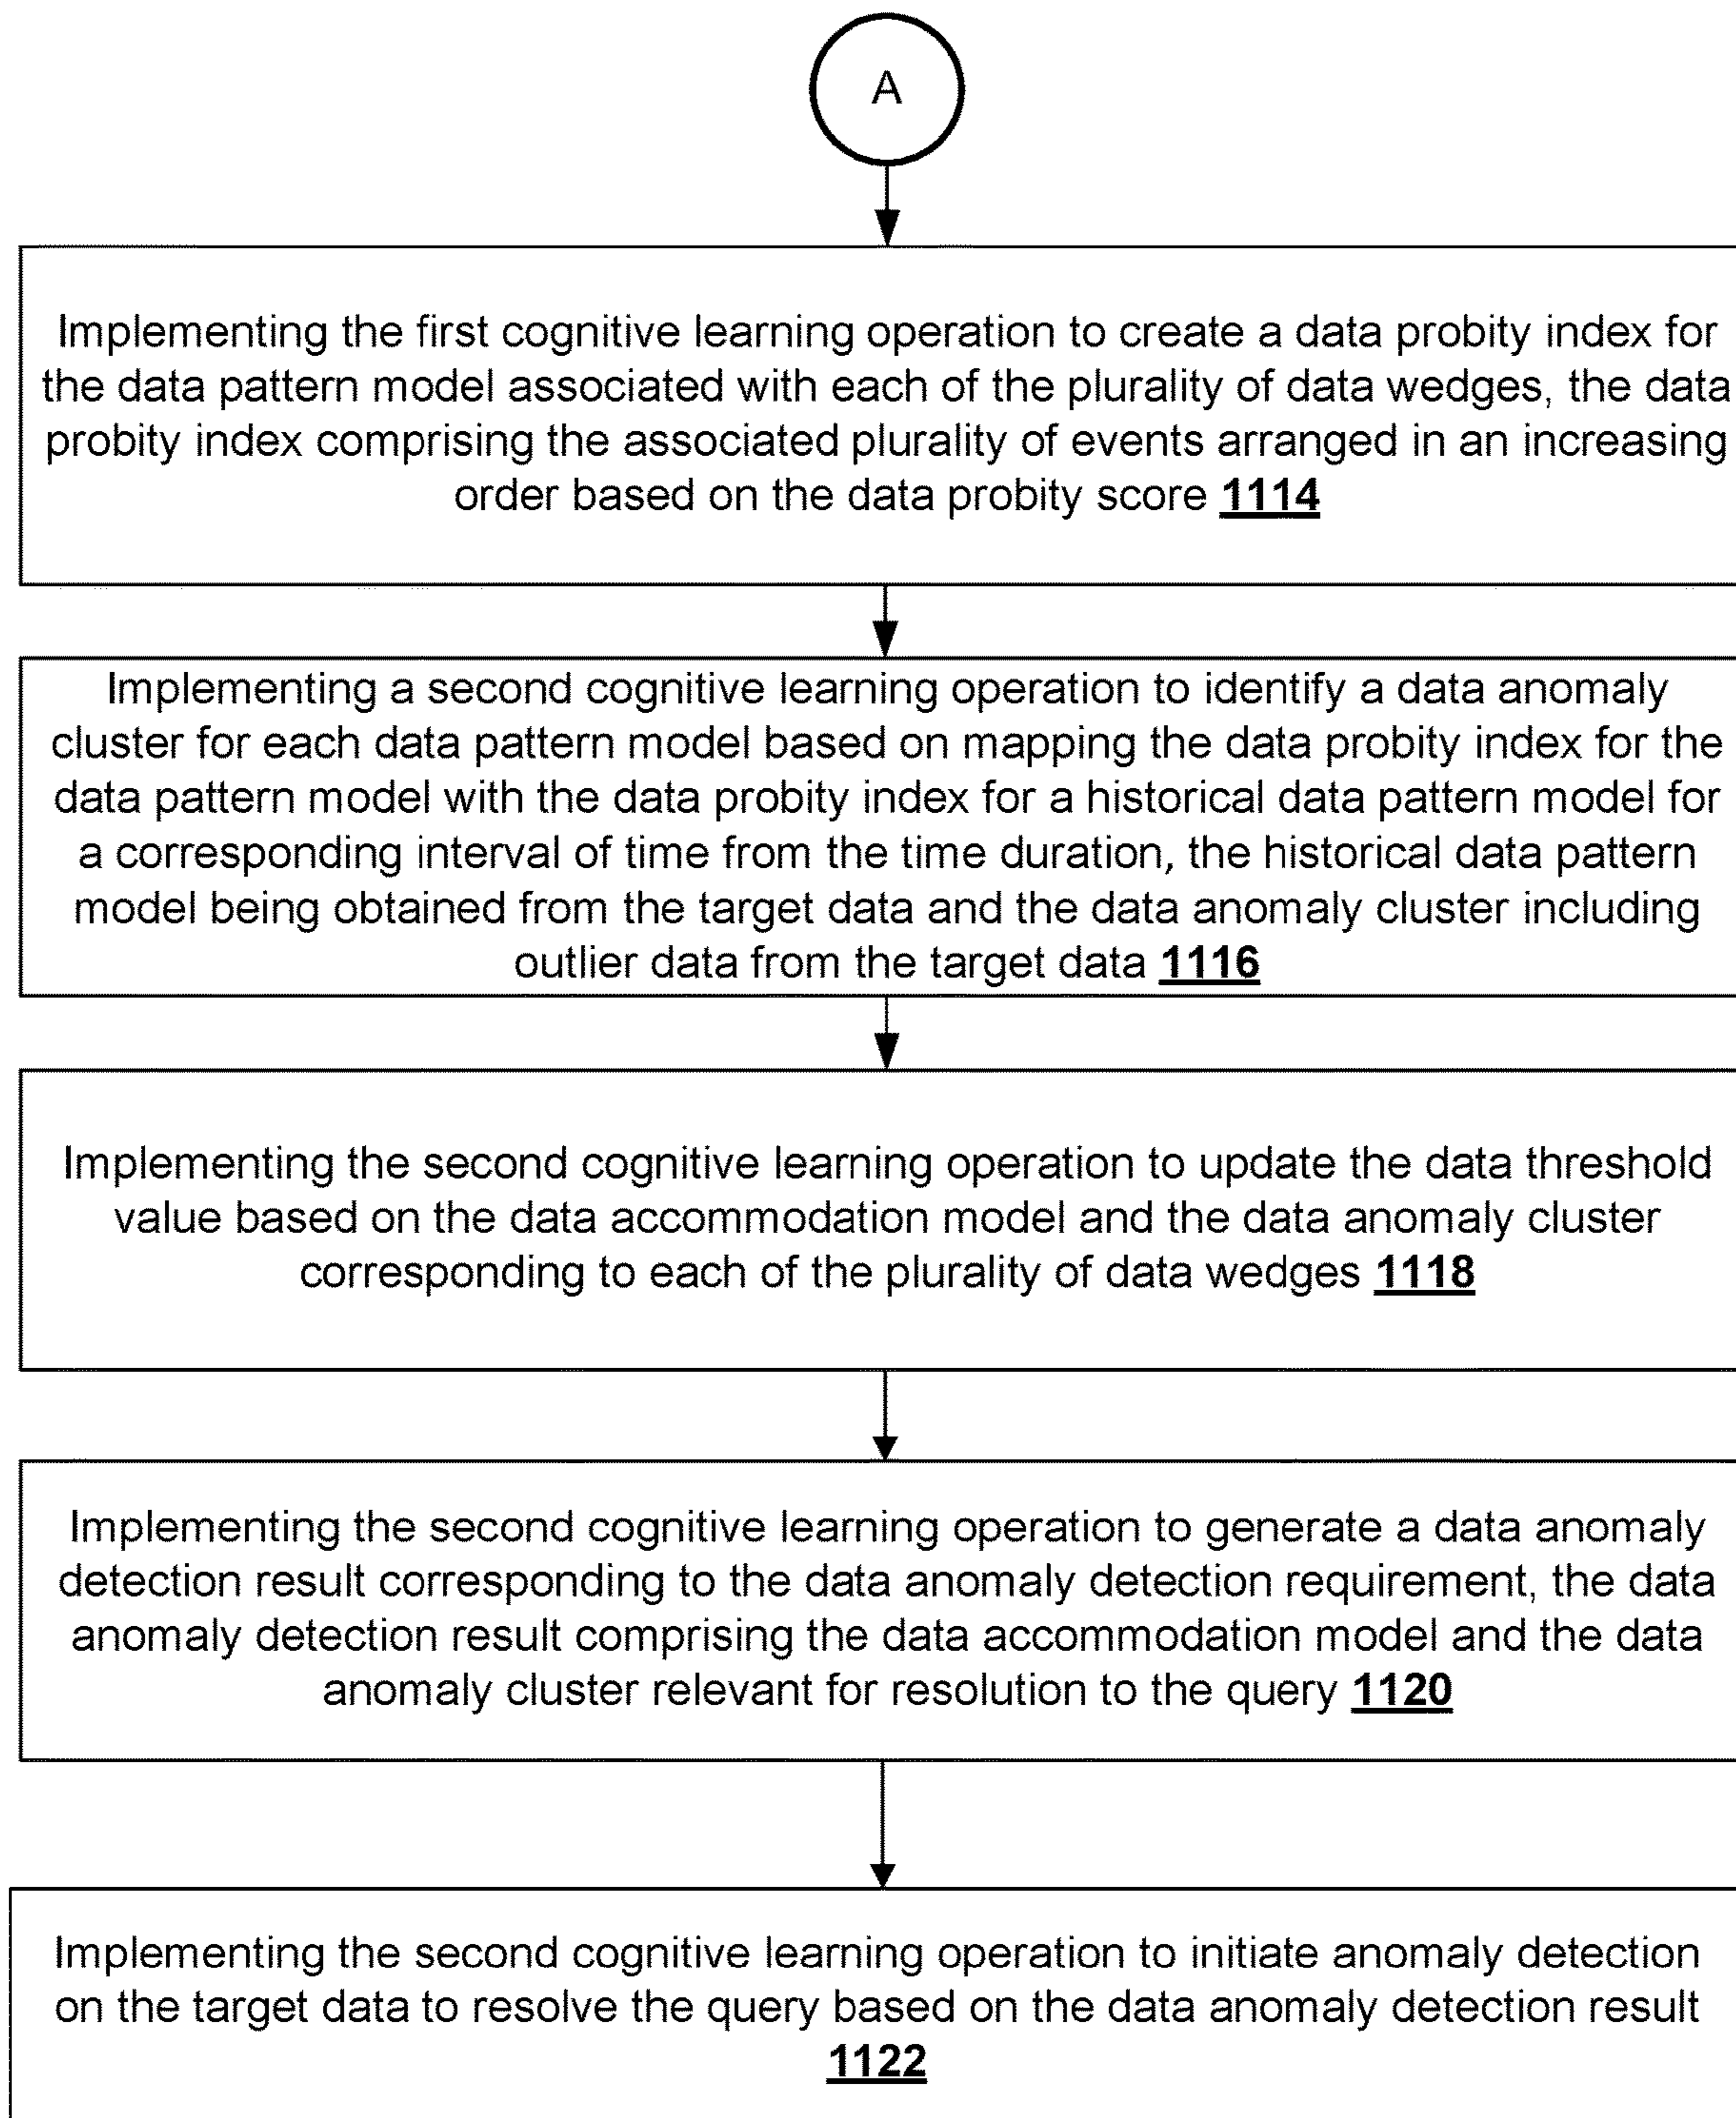 A
Implementing the first cognitive learning operation to create a data probity index for
the data pattern model associated with each of the plurality of data wedges, the data
probity index comprising the associated plurality of events arranged in an increasing
order based on the data probity score 1114
Implementing a second cognitive learning operation to identify a data anomaly
cluster for each data pattern model based on mapping the data probity index for the
data pattern model with the data probity index for a historical data pattern model for
a corresponding interval of time from the time duration, the historical data pattern
model being obtained from the target data and the data anomaly cluster including
outlier data from the target data 1116
Implementing the second cognitive learning operation to update the data threshold
value based on the data accommodation model and the data anomaly cluster
corresponding to each of the plurality of data wedges 1118
Implementing the second cognitive learning operation to generate a data anomaly
detection result corresponding to the data anomaly detection requirement, the data
anomaly detection result comprising the data accommodation model and the data
anomaly cluster relevant for resolution to the query 1120
Implementing the second cognitive learning operation to initiate anomaly detection
on the target data to resolve the query based on the data anomaly detection result
1122